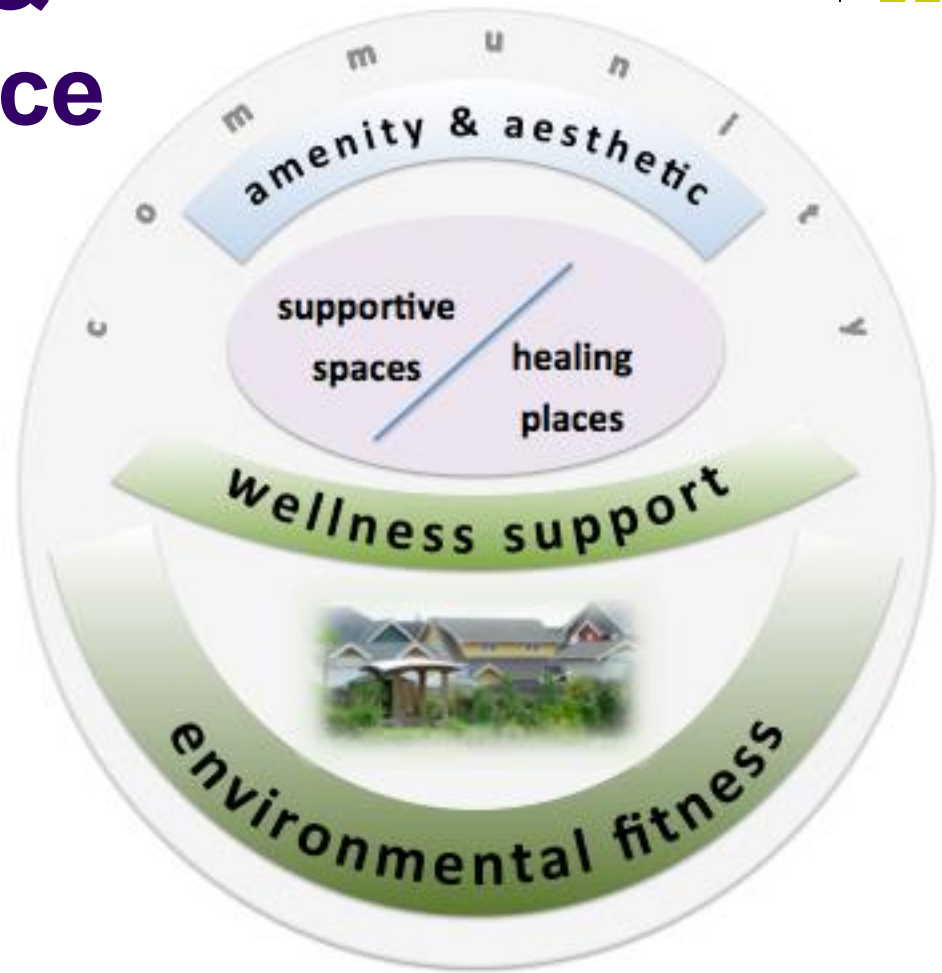 &
ce
community
amenity & aesthetic
supportive
spaces
healing
places
wellness support
environmental fitness